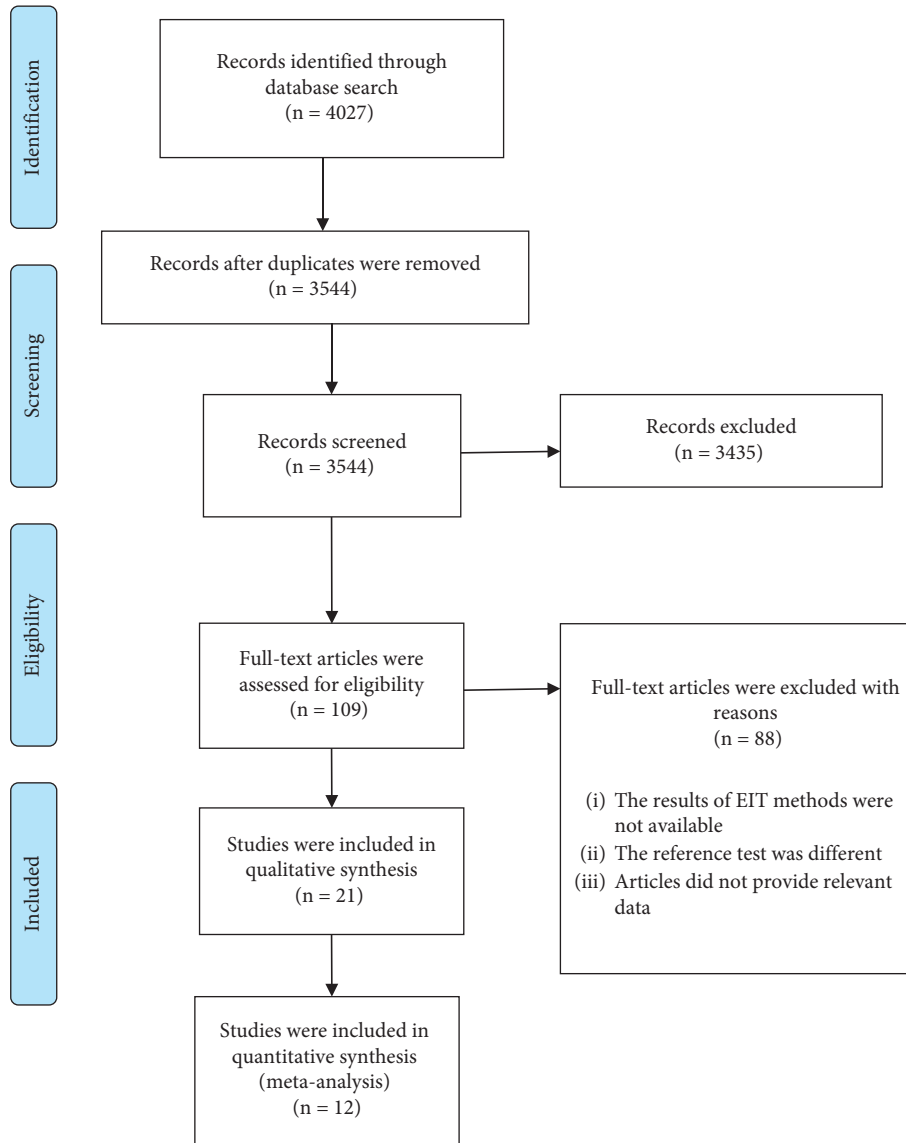 Identification
Records identified through
database search
(n = 4027)
Records after duplicates were removed
(n = 3544)
Screening
Records screened
(n = 3544)
Records excluded
(n = 3435)
Eligibility
Full-text articles were
assessed for eligibility
(n = 109)
Full-text articles were excluded with
reasons
(n = 88)
(i) The results of EIT methods were
not available
(ii) The reference test was different
(iii) Articles did not provide relevant
data
Included
Studies were included in
qualitative synthesis
(n = 21)
Studies were included in
quantitative synthesis
(meta-analysis)
(n = 12)